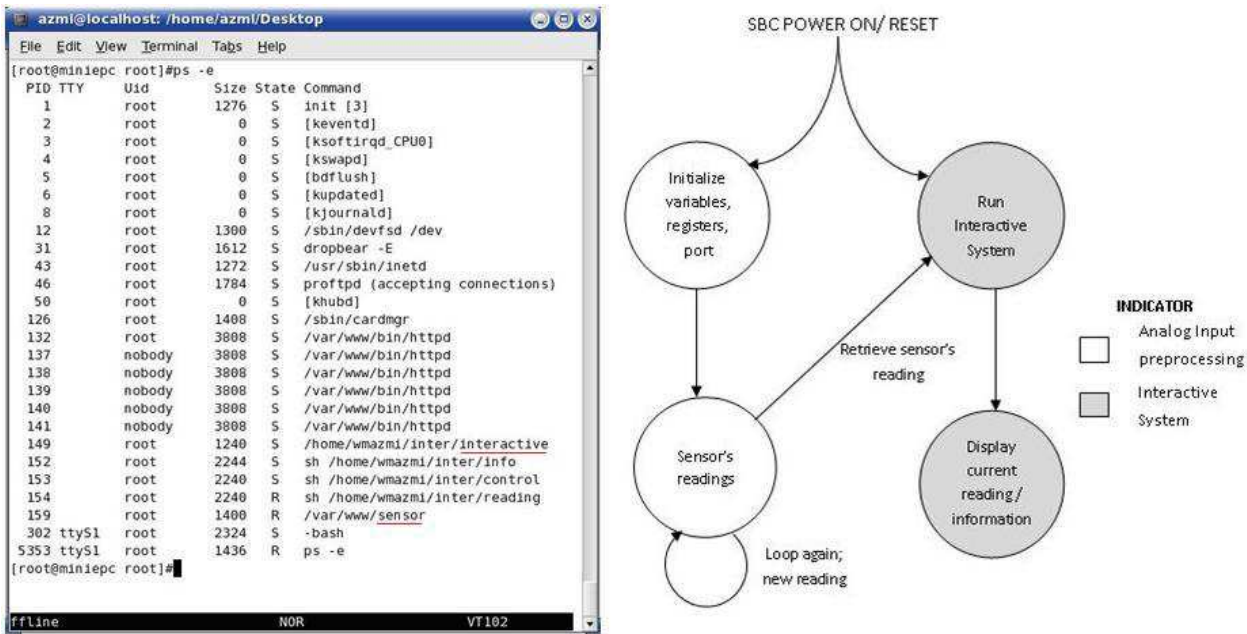 azmi@localhost: /home/azmi/Desktop
File Edit View Terminal Tabs Help
[root@miniepc root]#ps -e
PID TTY Uid Size State Command
1 root 1276 S init [3]
2 root 0 S [keventd]
3 root 0 S [ksoftirqd_CPU0]
4 root 0 S [kswapd]
5 root 0 S [bdflush]
6 root 0 S [kupdated]
8 root 0 S [kjournald]
12 root 1300 S /sbin/devfsd /dev
31 root 1612 S dropbear -E
43 root 1272 S /usr/sbin/inetd
46 root 1784 S proftpd (accepting connections)
50 root 0 S [khubd]
126 root 1408 S /sbin/cardmgr
132 root 3808 S /var/www/bin/httpd
137 nobody 3808 S /var/www/bin/httpd
138 nobody 3808 S /var/www/bin/httpd
139 nobody 3808 S /var/www/bin/httpd
140 nobody 3808 S /var/www/bin/httpd
141 nobody 3808 S /var/www/bin/httpd
149 root 1240 S /home/wmazmi/inter/interactive
152 root 2244 S sh /home/wmazmi/inter/info
153 root 2240 S sh /home/wmazmi/inter/control
154 root 2240 R sh /home/wmazmi/inter/reading
159 root 1400 R /var/www/sensor
302 ttyS1 root 2324 S -bash
5353 ttyS1 root 1436 R ps -e
[root@miniepc root]#
ffline NOR VT102
SBC POWER ON/ RESET
Initialize
variables,
registers,
port
Run
Interactive
System
Retrieve sensor's
reading
Sensor's
readings
Display
current
reading/
information
Loop again;
new reading
INDICATOR
Analog Input
preprocessing
Interactive
System